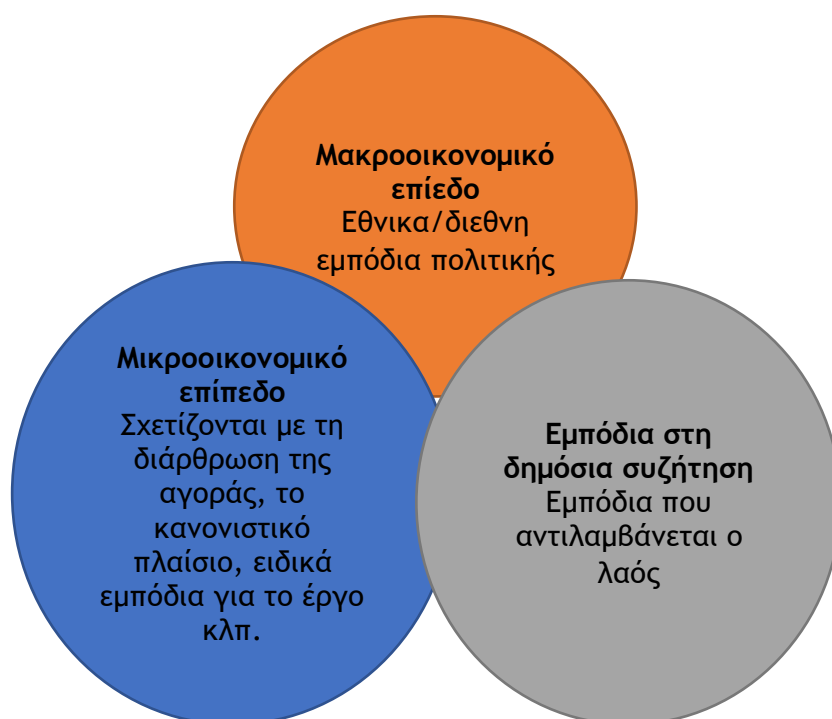 Μακροοικονομικό
επίεδο
Εθνικα/διεθνη
εμπόδια πολιτικής
Μικροοικονομικό
επίπεδο
Σχετίζονται με τη
διάρθρωση της
αγοράς, το
κανονιστικό
πλαίσιο, ειδικά
εμπόδια για το έργο
κλπ.
Εμπόδια στη
δημόσια συζήτηση
Εμπόδια που
αντιλαμβάνεται ο
λαός